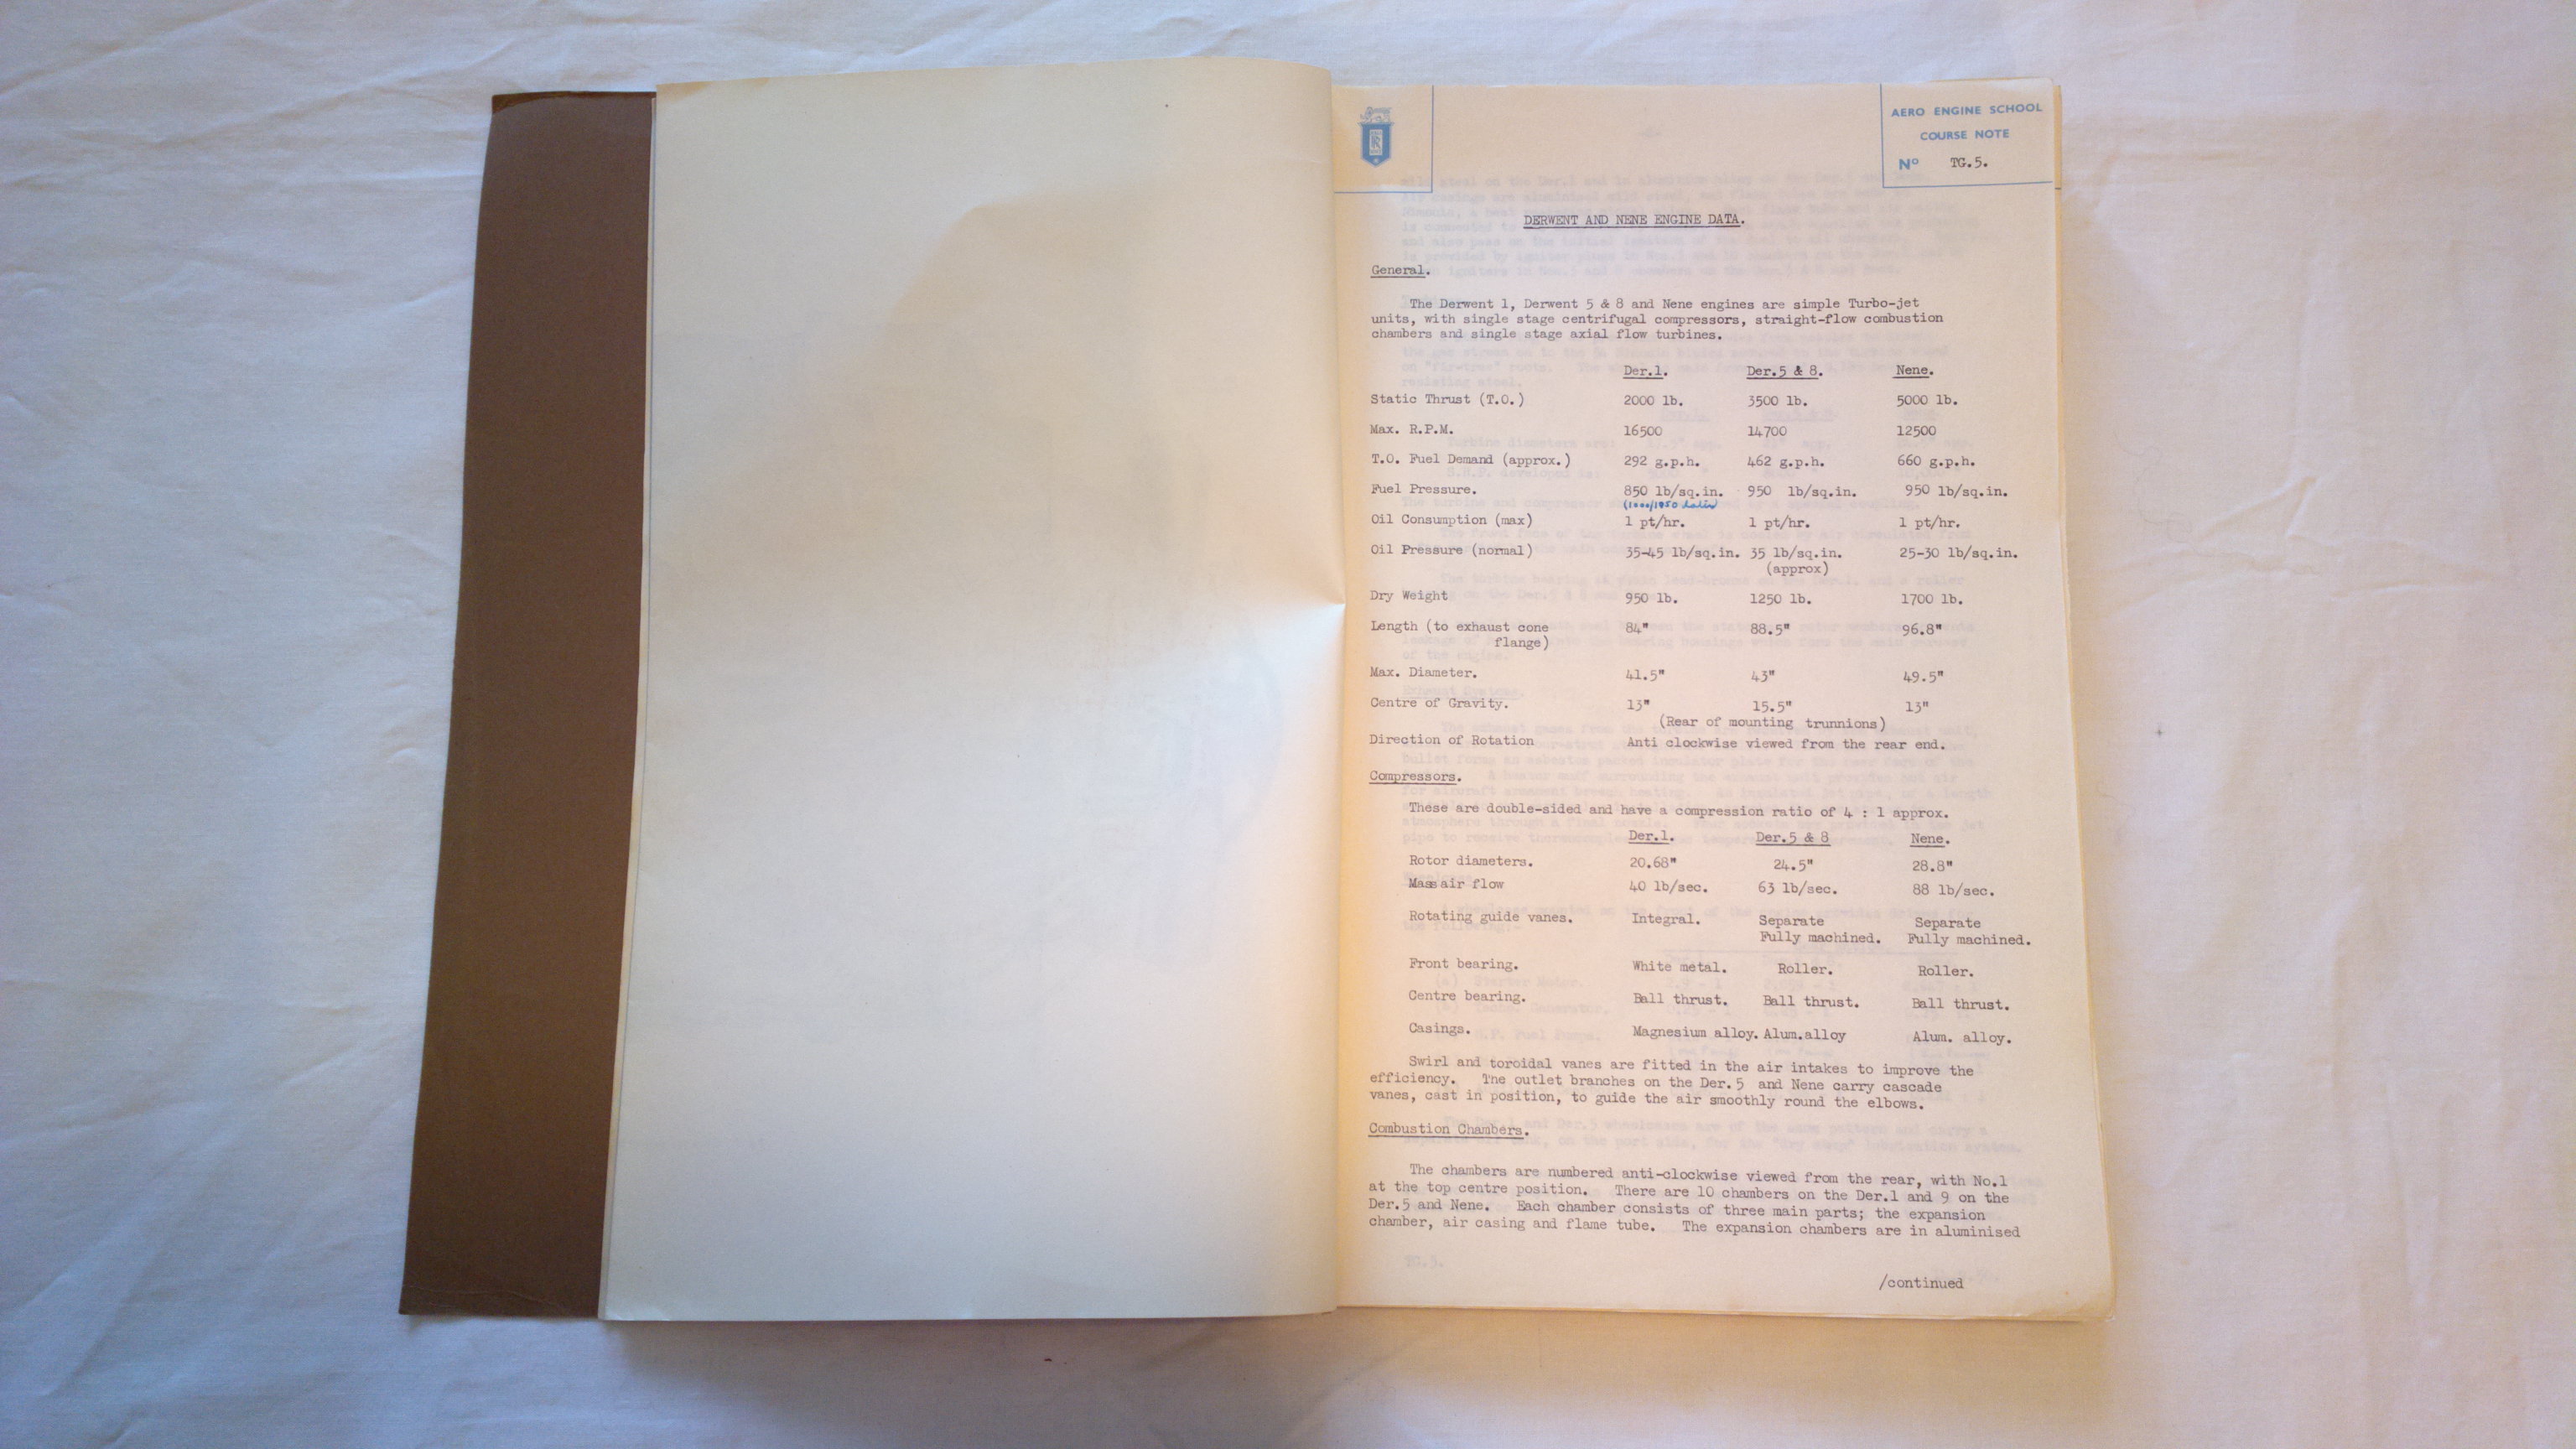 AERO ENGINE SCHOOL
COURSE NOTE
Nº TG.5.
DERWENT AND NENE ENGINE DATA.
General.
The Derwent 1, Derwent 5 & 8 and Nene engines are simple Turbo-jet
units, with single stage centrifugal compressors, straight-flow combustion
chambers and single stage axial flow turbines.
Der.1. Der.5 & 8. Nene.
Static Thrust (T.O.) 2000 lb. 3500 lb. 5000 lb.
Max. R.P.M. 16500 14700 12500
T.O. Fuel Demand (approx.) 292 g.p.h. 462 g.p.h. 660 g.p.h.
Fuel Pressure. 850 lb/sq.in. 950 lb/sq.in. 950 lb/sq.in.
Oil Consumption (max) 1 pt/hr. 1 pt/hr. 1 pt/hr.
Oil Pressure (normal) 35-45 lb/sq.in. 35 lb/sq.in. 25-30 lb/sq.in.
(approx)
Dry Weight 950 lb. 1250 lb. 1700 lb.
Length (to exhaust cone 84" 88.5" 96.8"
flange)
Max. Diameter. 41.5" 43" 49.5"
Centre of Gravity. 13" 15.5" 13"
(Rear of mounting trunnions)
Direction of Rotation Anti clockwise viewed from the rear end.
Compressors.
These are double-sided and have a compression ratio of 4 : 1 approx.
Der.1. Der.5 & 8 Nene.
Rotor diameters. 20.68" 24.5" 28.8"
Mass air flow 40 lb/sec. 63 lb/sec. 88 lb/sec.
Rotating guide vanes. Integral. Separate Separate
Fully machined. Fully machined.
Front bearing. White metal. Roller. Roller.
Centre bearing. Ball thrust. Ball thrust. Ball thrust.
Casings. Magnesium alloy. Alum.alloy Alum. alloy.
Swirl and toroidal vanes are fitted in the air intakes to improve the
efficiency. The outlet branches on the Der.5 and Nene carry cascade
vanes, cast in position, to guide the air smoothly round the elbows.
Combustion Chambers.
The chambers are numbered anti-clockwise viewed from the rear, with No.1
at the top centre position. There are 10 chambers on the Der.1 and 9 on the
Der.5 and Nene. Each chamber consists of three main parts; the expansion
chamber, air casing and flame tube. The expansion chambers are in aluminised
/continued